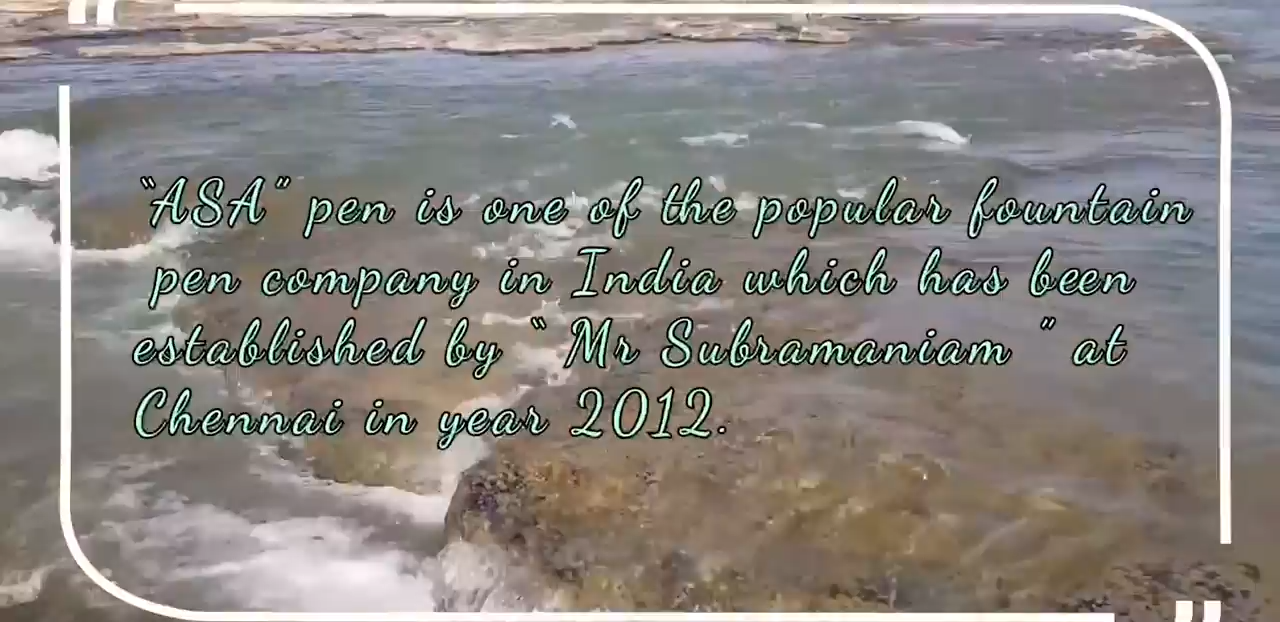 “ASA” pen is one of the popular fountain
pen company in India which has been
established by “ Mr Subramaniam ” at
Chennai in year 2012.